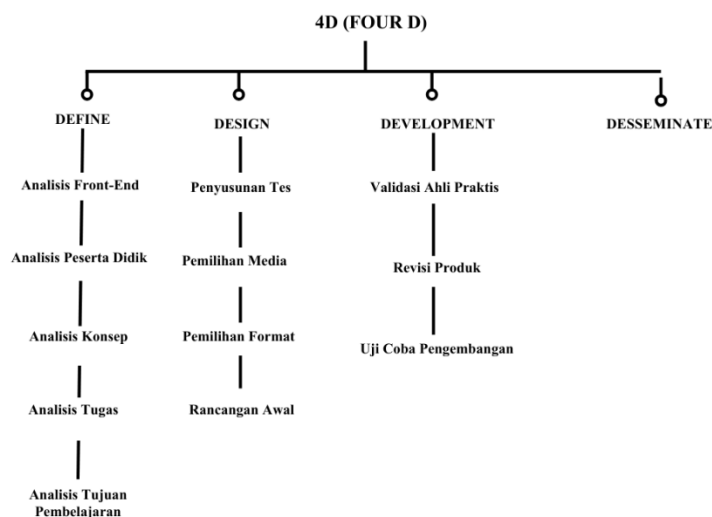 4D (FOUR D)
DEFINE
Analisis Front-End
Analisis Peserta Didik
Analisis Konsep
Analisis Tugas
Analisis Tujuan
Pembelajaran
DESIGN
Penyusunan Tes
Pemilihan Media
Pemilihan Format
Rancangan Awal
DEVELOPMENT
Validasi Ahli Praktis
Revisi Produk
Uji Coba Pengembangan
DESSEMINATE